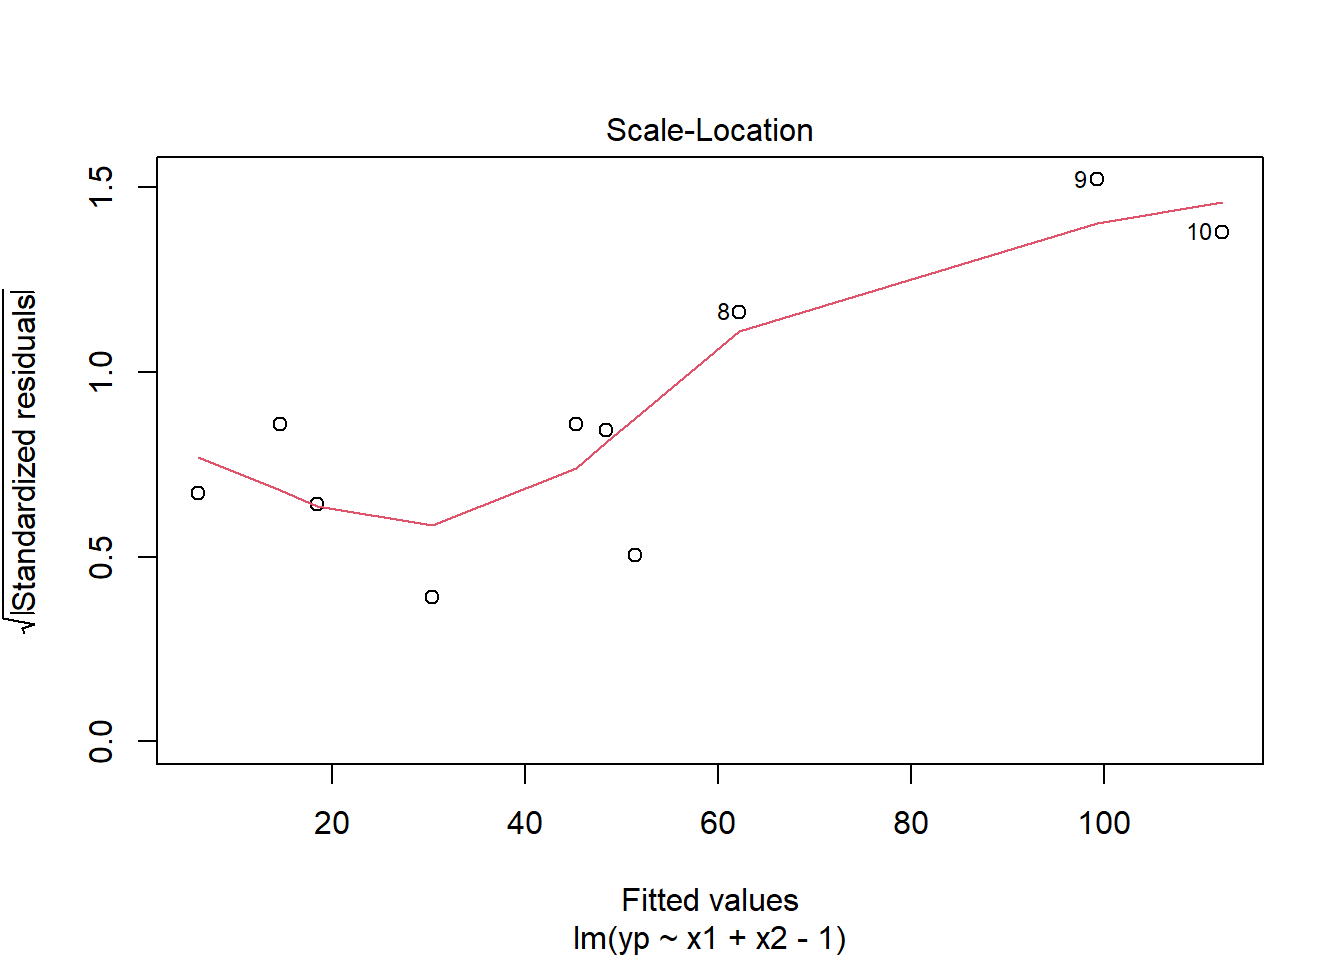 Scale-Location
√|Standardized residuals|
1.5
1.0
0.5
0.0
9
10
8
20 40 60 80 100
Fitted values
lm(yp ~ x1 + x2 - 1)